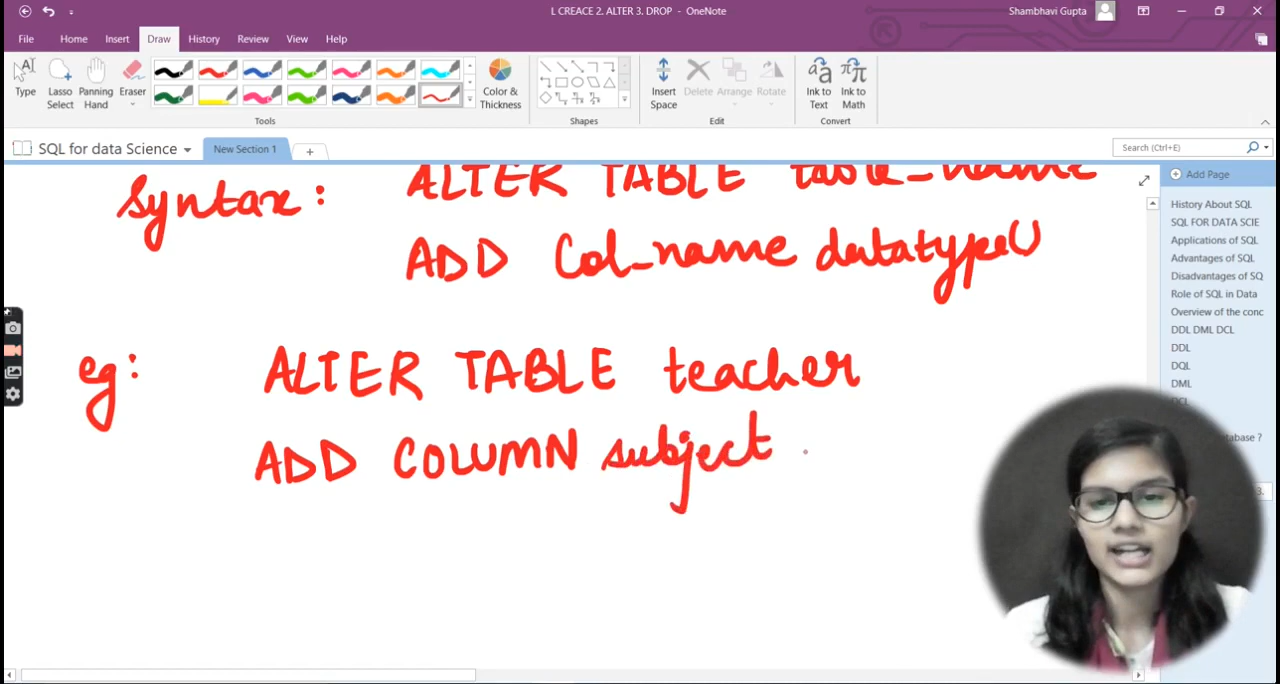 L CREACE 2. ALTER 3. DROP - OneNote
Shambhavi Gupta
File Home Insert Draw History Review View Help
Type
Lasso Select
Panning Hand
Eraser
Color & Thickness
Insert Space
Delete
Arrange
Rotate
Ink to Text
Ink to Math
Tools
Shapes
Edit
Convert
SQL for data Science
New Section 1
Search (Ctrl+E)
Syntax : ALTER TABLE table_name
ADD Col_name datatype()
eg: ALTER TABLE teacher
ADD COLUMN subject
Add Page
History About SQL
SQL FOR DATA SCIE
Applications of SQL
Advantages of SQL
Disadvantages of SQ
Role of SQL in Data
Overview of the conc
DDL DML DCL
DDL
DQL
DML
DCL
atabase ?
3.